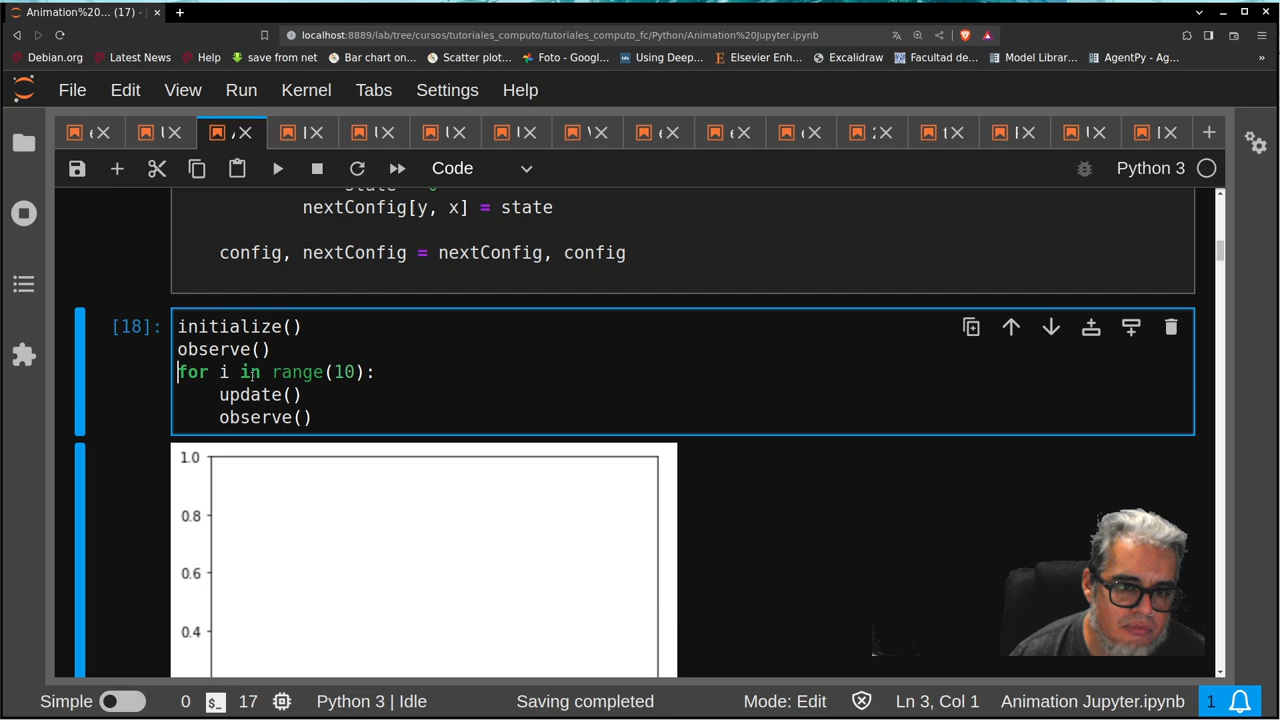 Animation%20... (17) - J
localhost:8889/lab/tree/cursos/tutoriales_computo/tutoriales_computo_fc/Python/Animation%20Jupyter.ipynb
Debian.org Latest News Help save from net Bar chart on... Scatter plot... Foto - Googl... Using Deep... Elsevier Enh... Excalidraw Facultad de... Model Librar... AgentPy - Ag...
File Edit View Run Kernel Tabs Settings Help
Code Python 3
nextConfig[y, x] = state
config, nextConfig = nextConfig, config
[18]: initialize()
observe()
for i in range(10):
update()
observe()
1.0
0.8
0.6
0.4
Simple 0 17 Python 3 | Idle Saving completed Mode: Edit Ln 3, Col 1 Animation Jupyter.ipynb 1